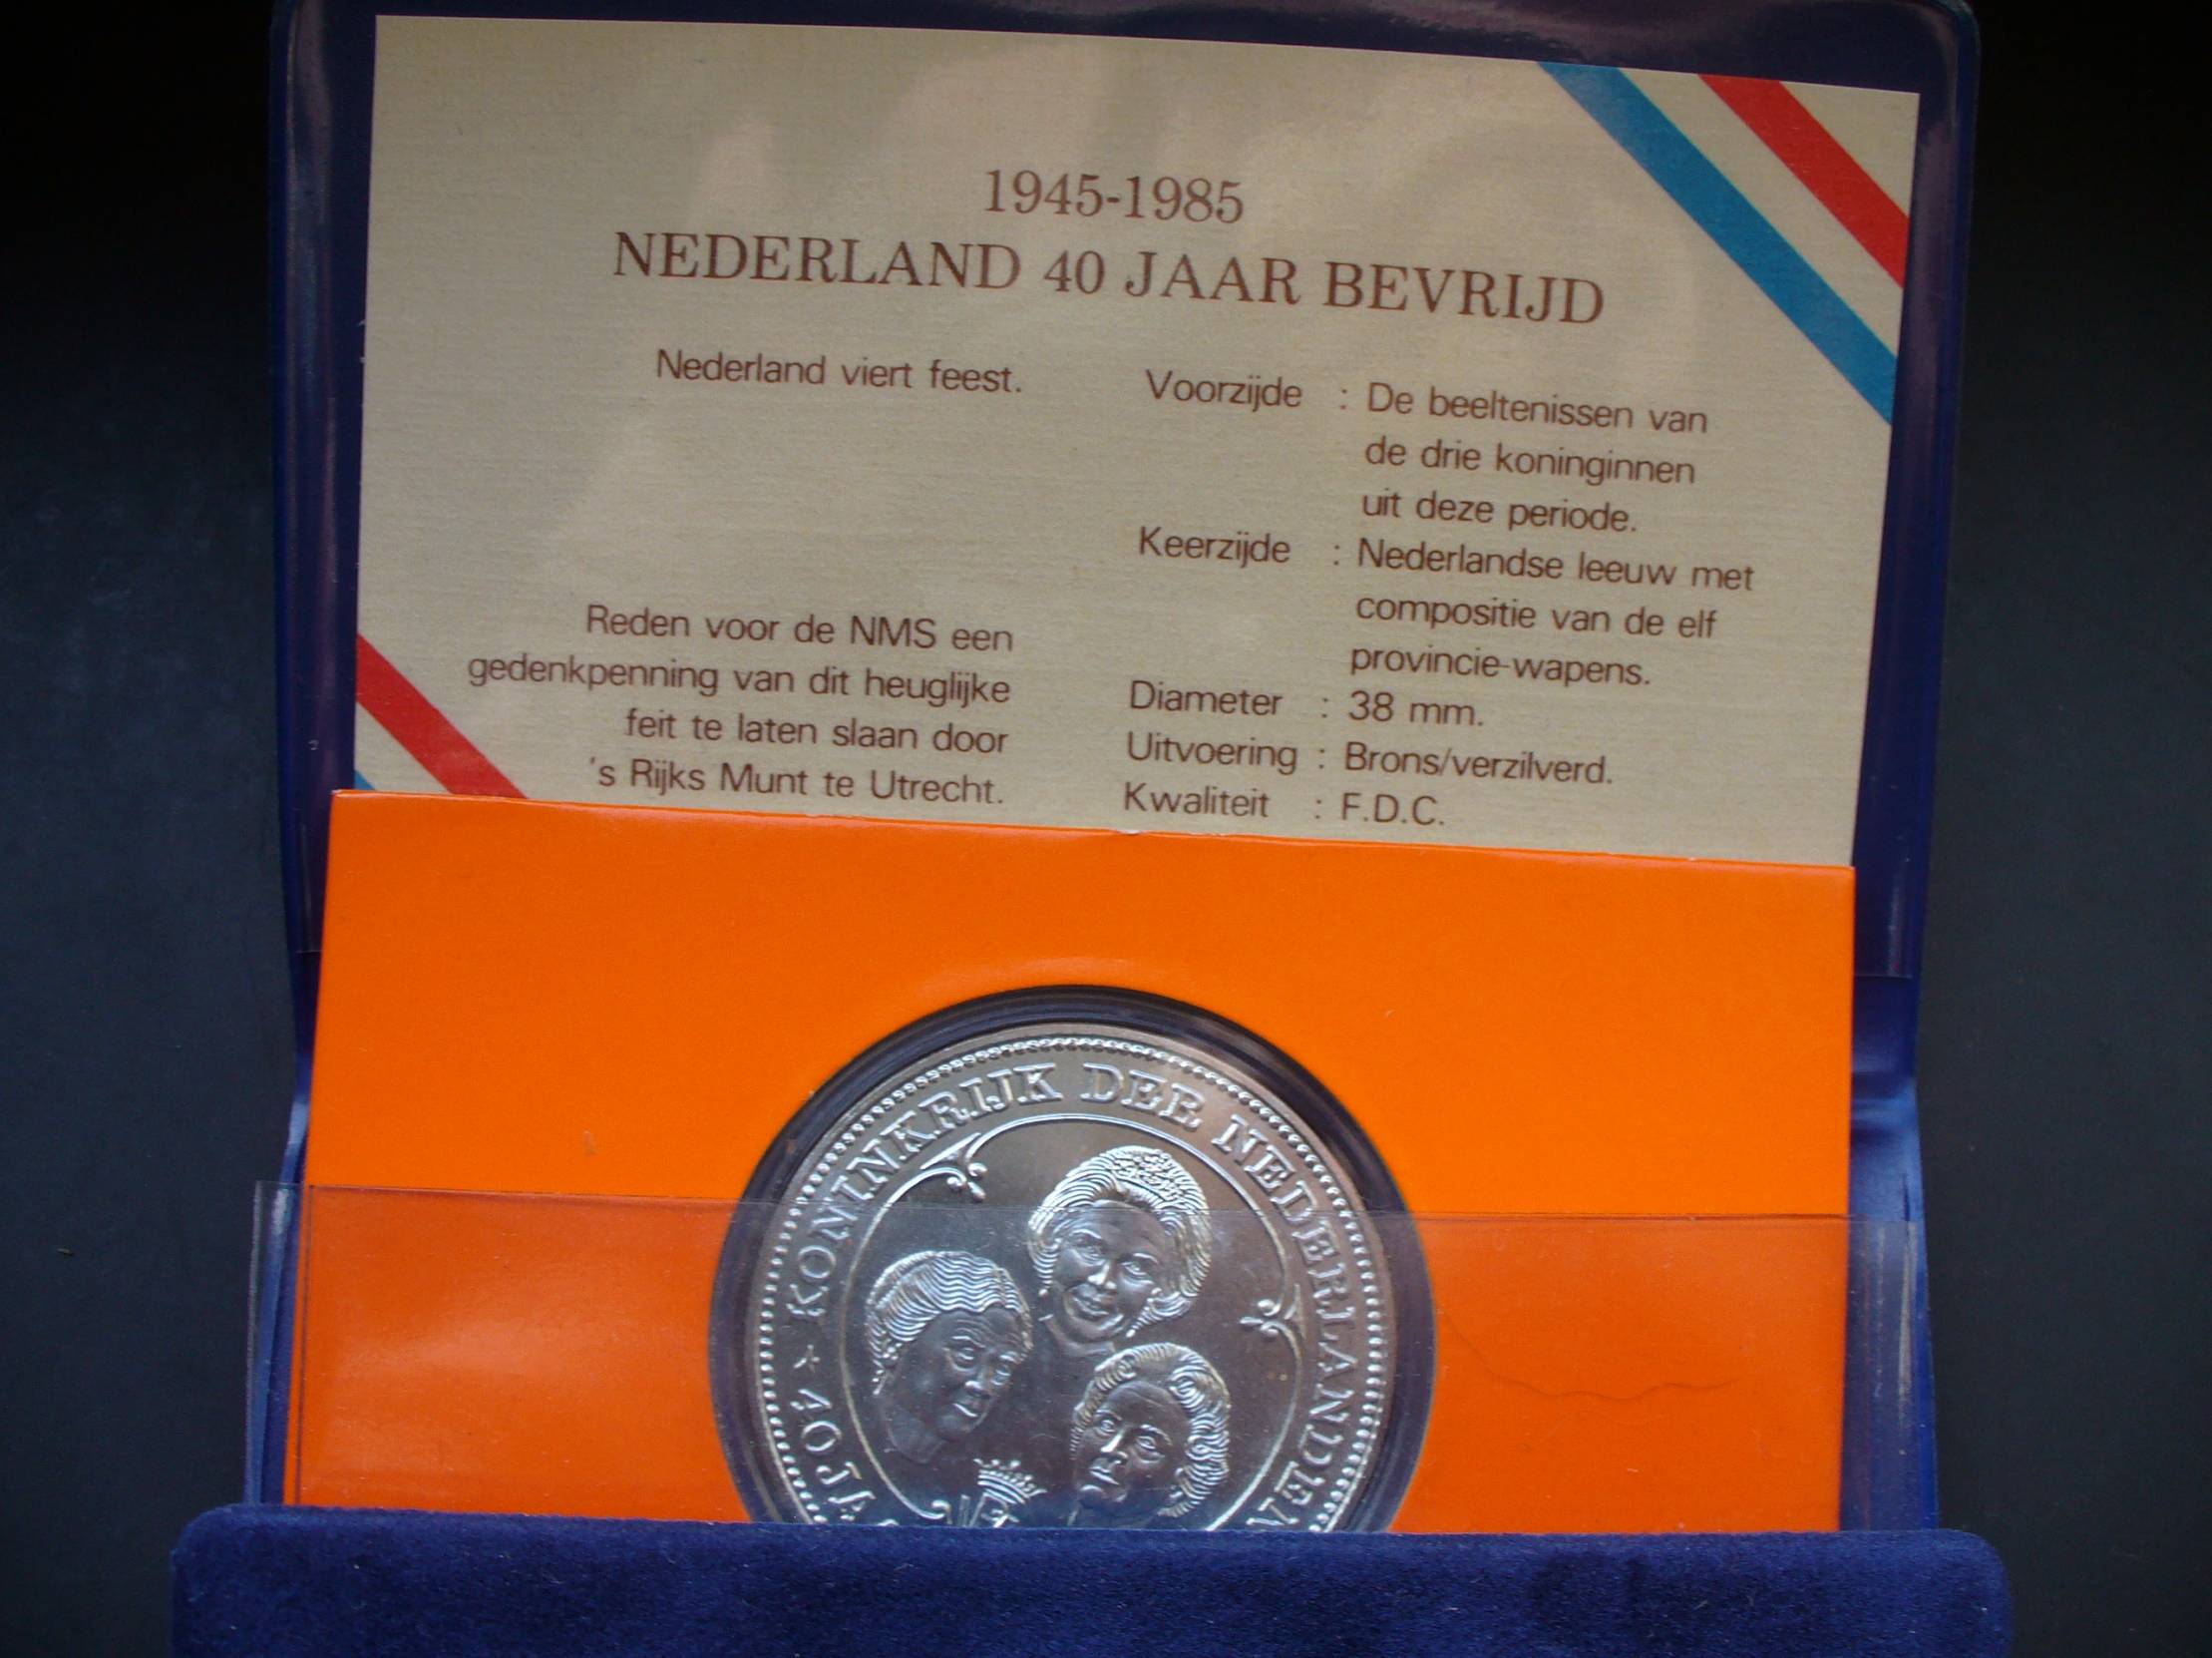 1945-1985
NEDERLAND 40 JAAR BEVRIJD
Nederland viert feest.
Reden voor de NMS een
gedenkpenning van dit heuglijke
feit te laten slaan door
's Rijks Munt te Utrecht.
Voorzijde : De beeltenissen van
de drie koninginnen
uit deze periode.
Keerzijde : Nederlandse leeuw met
compositie van de elf
provincie-wapens.
Diameter : 38 mm.
Uitvoering : Brons/verzilverd.
Kwaliteit : F.D.C.
KONINKRIJK DER NEDERLANDEN